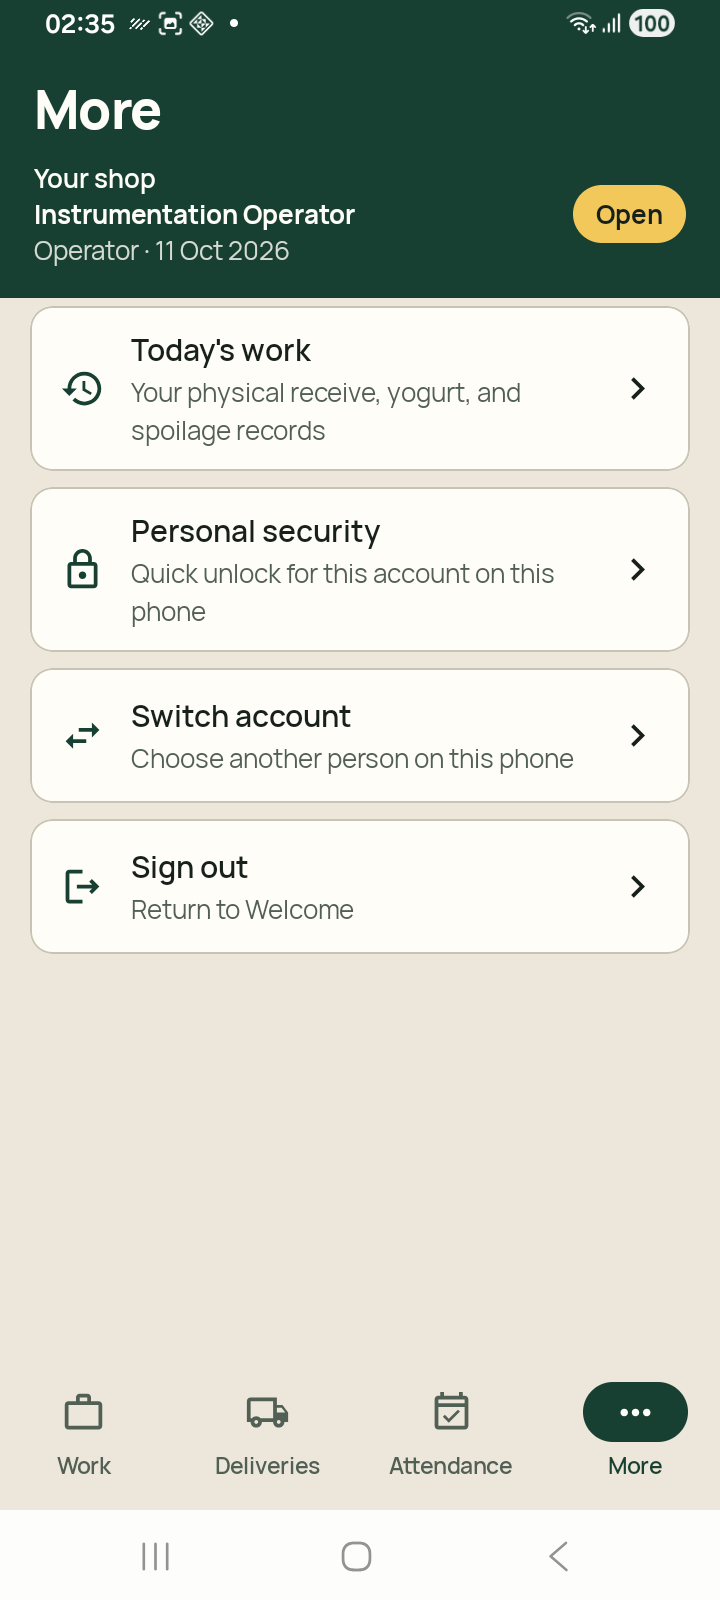 02:35
100
More
Your shop
Instrumentation Operator
Operator · 11 Oct 2026
Open
Today's work
Your physical receive, yogurt, and
spoilage records
Personal security
Quick unlock for this account on this
phone
Switch account
Choose another person on this phone
Sign out
Return to Welcome
Work
Deliveries
Attendance
More